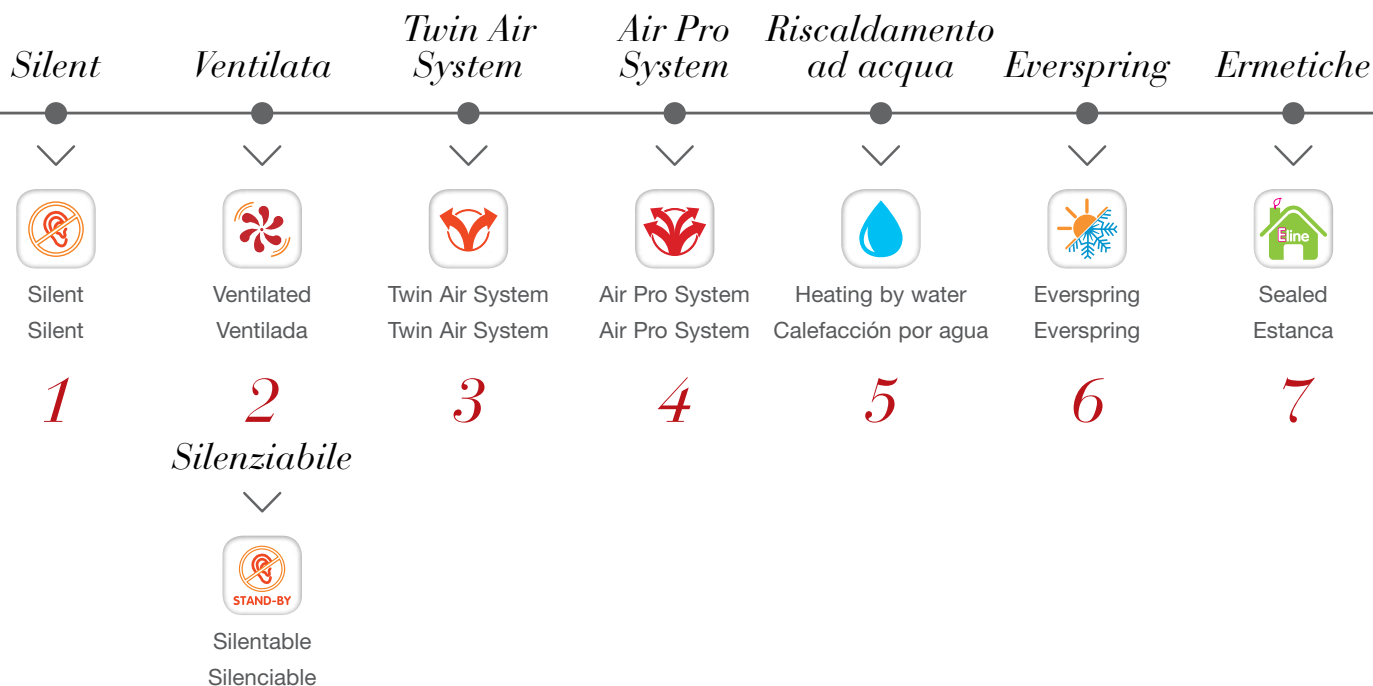 Silent
Ventilata
Twin Air
System
Air Pro
System
Riscaldamento
ad acqua
Everspring
Ermetiche
Eline
Silent
Silent
Ventilated
Ventilada
Twin Air System
Twin Air System
Air Pro System
Air Pro System
Heating by water
Calefacción por agua
Everspring
Everspring
Sealed
Estanca
1
2
3
4
5
6
7
Silenziabile
STAND-BY
Silentable
Silenciable